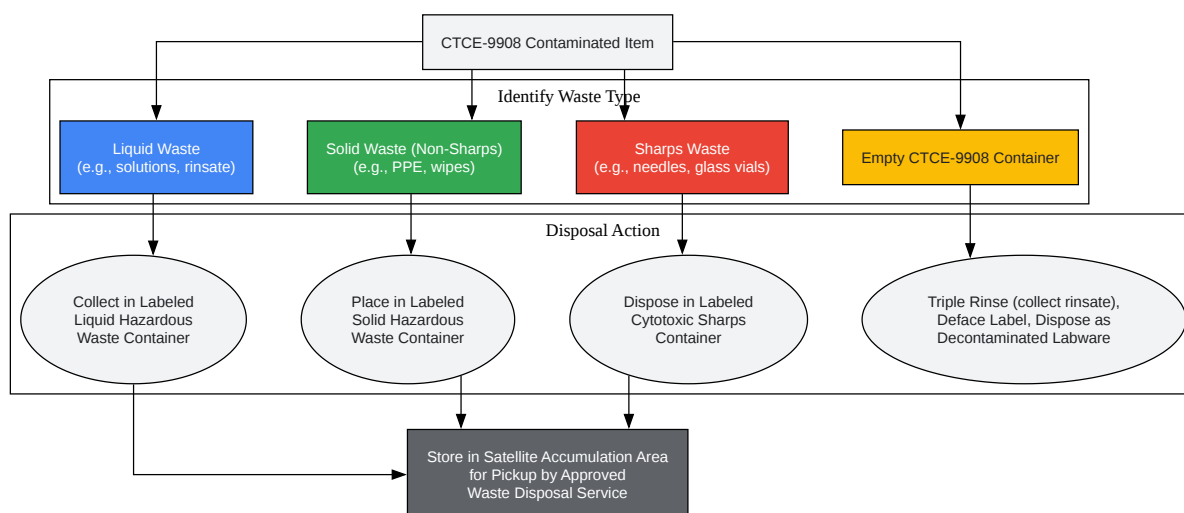 CTCE-9908 Contaminated Item
Identify Waste Type
Liquid Waste
(e.g., solutions, rinsate)
Solid Waste (Non-Sharps)
(e.g., PPE, wipes)
Sharps Waste
(e.g., needles, glass vials)
Empty CTCE-9908 Container
Disposal Action
Collect in Labeled
Liquid Hazardous
Waste Container
Place in Labeled
Solid Hazardous
Waste Container
Dispose in Labeled
Cytotoxic Sharps
Container
Triple Rinse (collect rinsate),
Deface Label, Dispose as
Decontaminated Labware
Store in Satellite Accumulation Area
for Pickup by Approved
Waste Disposal Service